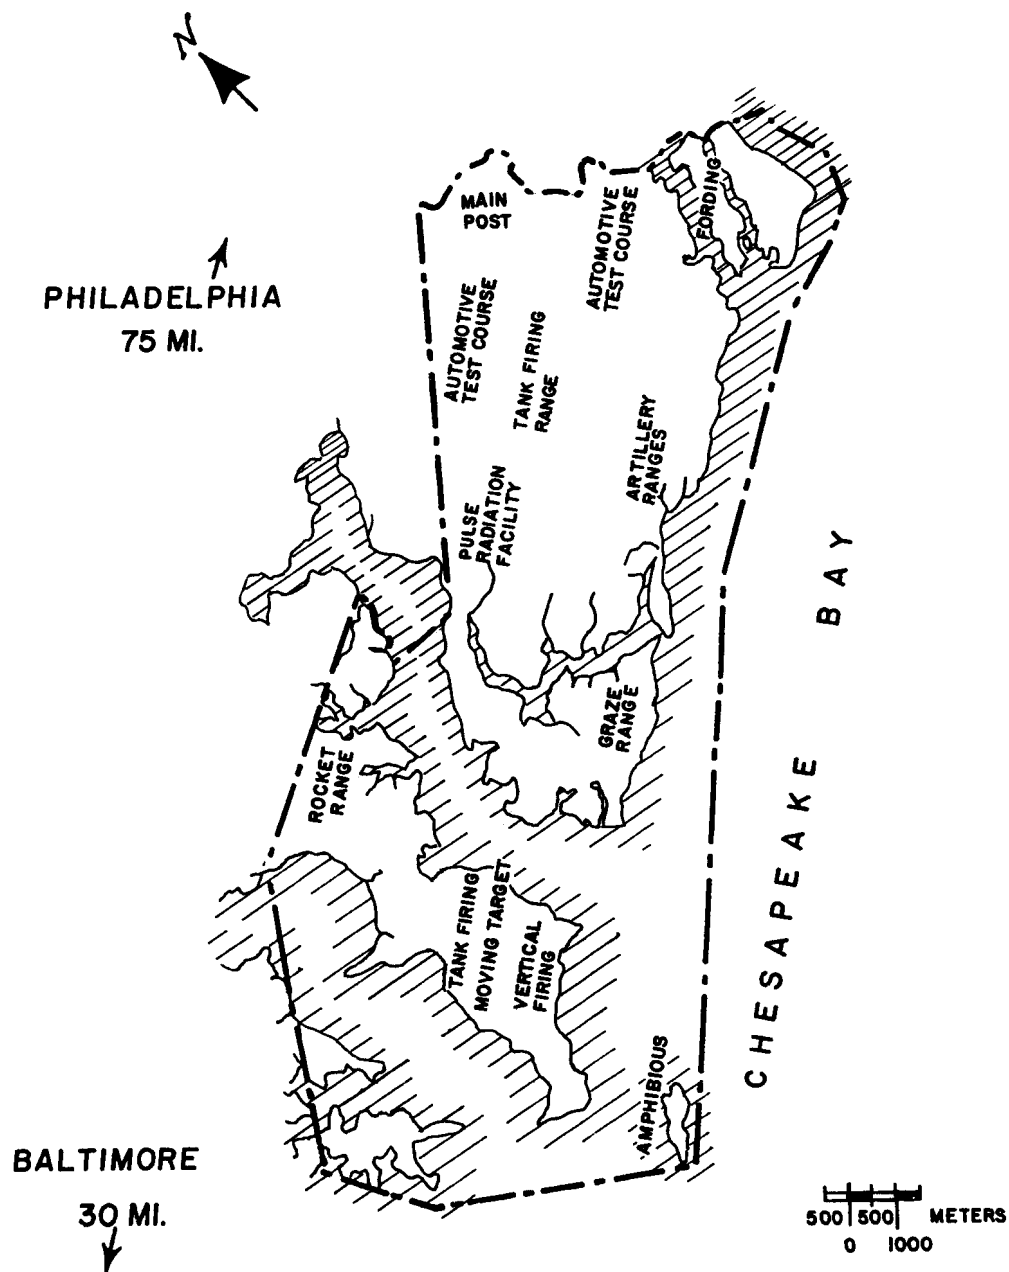 N
MAIN
POST
FORDING
AUTOMOTIVE
TEST COURSE
PHILADELPHIA
75 MI.
AUTOMOTIVE
TEST COURSE
TANK FIRING
RANGE
ARTILLERY
RANGES
PULSE
RADIATION
FACILITY
CHESAPEAKE BAY
GRAZE
RANGE
ROCKET
RANGE
TANK FIRING
MOVING TARGET
VERTICAL
FIRING
AMPHIBIOUS
BALTIMORE
30 MI.
500 500 METERS
0 1000